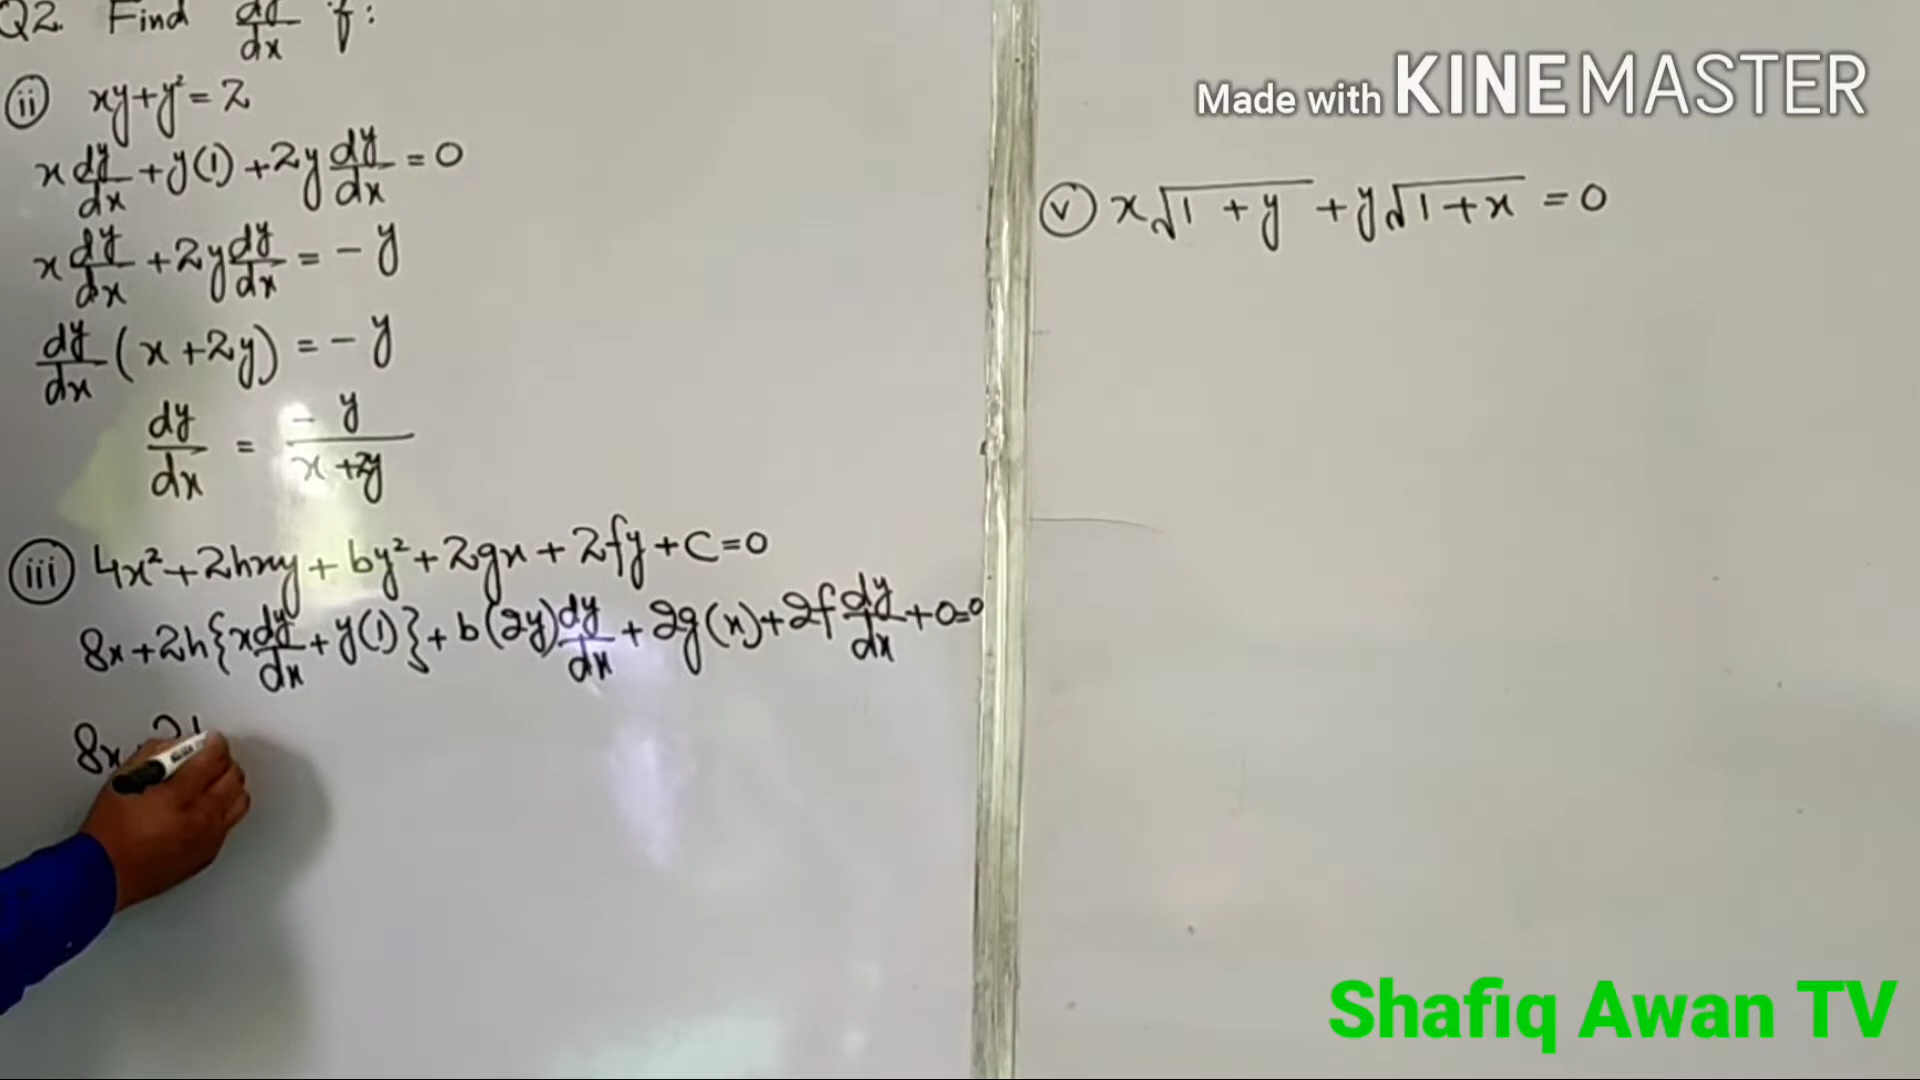 Q2. Find dy/dx if:
(ii) xy+y²=2
x dy/dx +y(1)+2y dy/dx =0
x dy/dx +2y dy/dx = -y
dy/dx (x+2y) = -y
dy/dx = -y/(x+2y)
(iii) 4x²+2hxy+by²+2gx+2fy+C=0
8x+2h{x dy/dx + y(1)}+b(2y) dy/dx + 2g(x)+2f dy/dx +0=0
8x
Made with KINEMASTER
(v) x√(1+y) + y√(1+x) = 0
Shafiq Awan TV